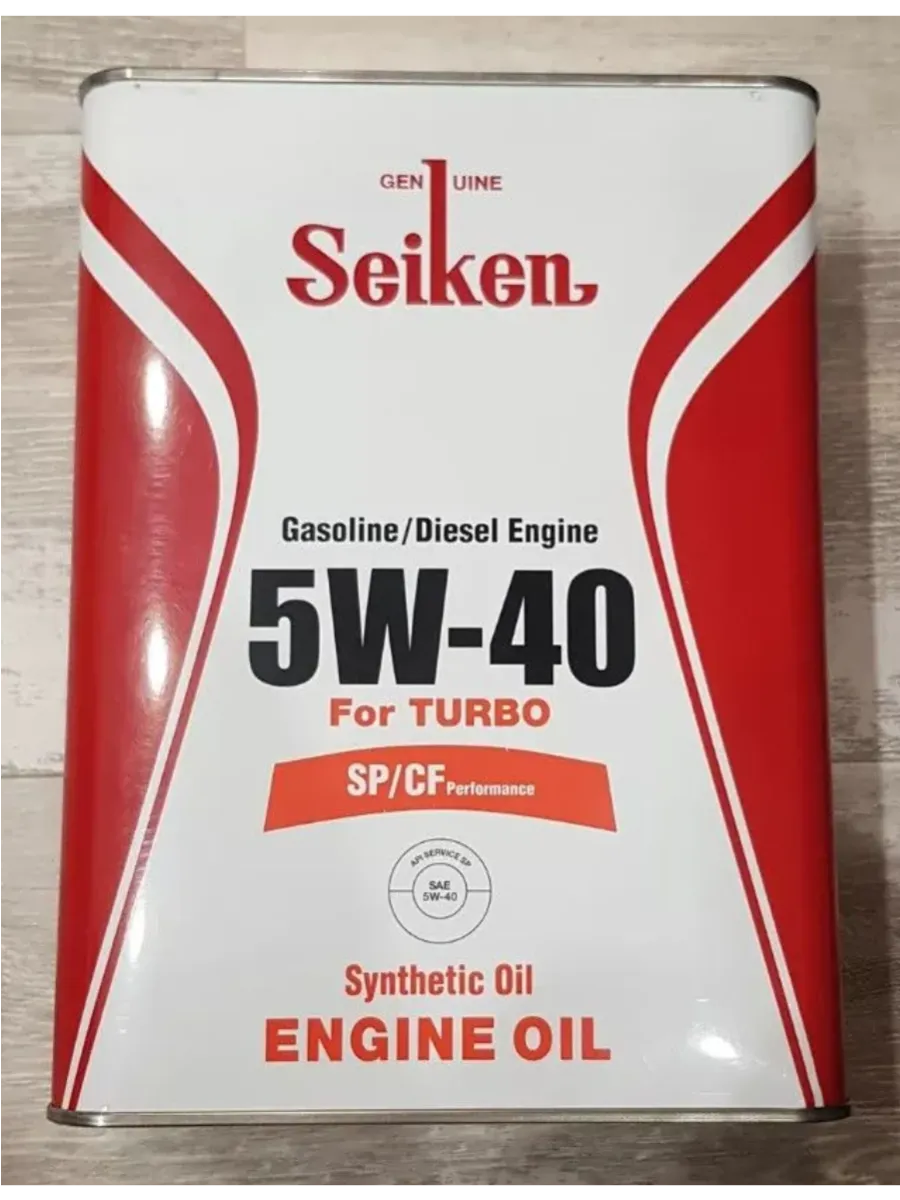 GENUINE
Seiken
Gasoline/Diesel Engine
5W-40
For TURBO
SP/CF Performance
API SERVICE SP
SAE
5W-40
Synthetic Oil
ENGINE OIL